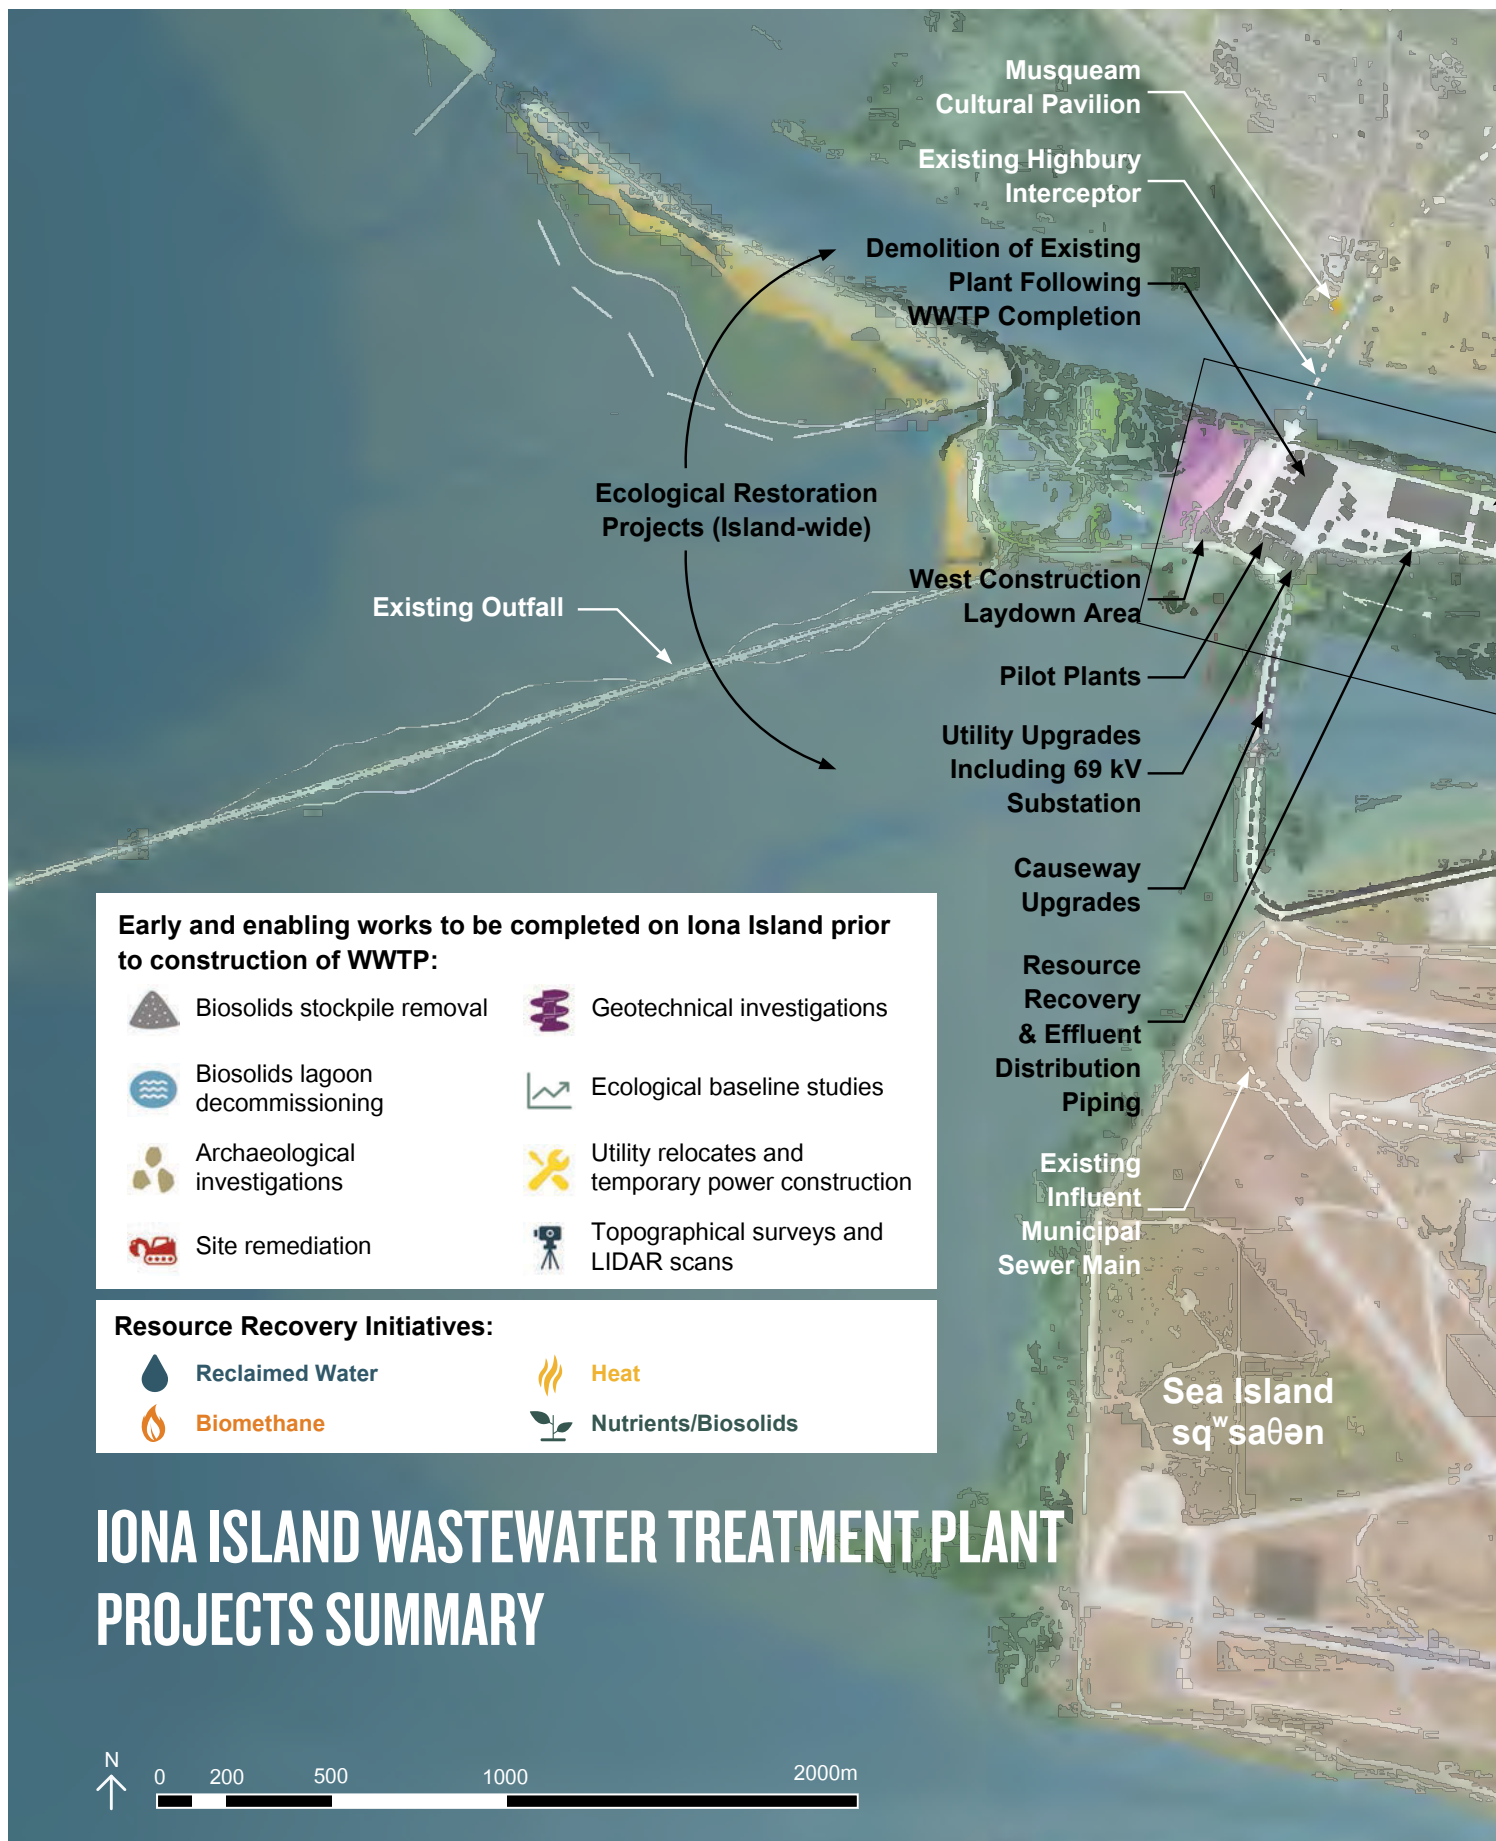 Musqueam
Cultural Pavilion
Existing Highbury
Interceptor
Demolition of Existing
Plant Following
WWTP Completion
Ecological Restoration
Projects (Island-wide)
West Construction
Laydown Area
Existing Outfall
Pilot Plants
Utility Upgrades
Including 69 kV
Substation
Causeway
Upgrades
Resource
Recovery
& Effluent
Distribution
Piping
Existing
Influent
Municipal
Sewer Main
Early and enabling works to be completed on Iona Island prior
to construction of WWTP:
Biosolids stockpile removal
Biosolids lagoon
decommissioning
Archaeological
investigations
Site remediation
Geotechnical investigations
Ecological baseline studies
Utility relocates and
temporary power construction
Topographical surveys and
LIDAR scans
Resource Recovery Initiatives:
Reclaimed Water
Biomethane
Heat
Nutrients/Biosolids
Sea Island
sqʷsaθən
IONA ISLAND WASTEWATER TREATMENT PLANT
PROJECTS SUMMARY
N
0 200 500 1000 2000m